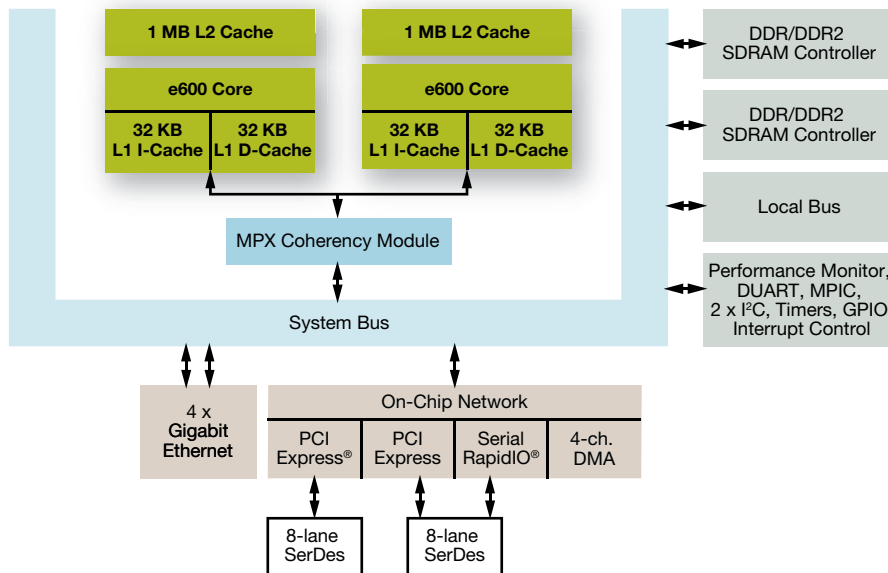 1 MB L2 Cache
1 MB L2 Cache
e600 Core
e600 Core
32 KB
L1 I-Cache
32 KB
L1 D-Cache
32 KB
L1 I-Cache
32 KB
L1 D-Cache
MPX Coherency Module
System Bus
DDR/DDR2
SDRAM Controller
DDR/DDR2
SDRAM Controller
Local Bus
Performance Monitor,
DUART, MPIC,
2 x I²C, Timers, GPIO
Interrupt Control
4 x
Gigabit
Ethernet
On-Chip Network
PCI
Express®
PCI
Express
Serial
RapidIO®
4-ch.
DMA
8-lane
SerDes
8-lane
SerDes